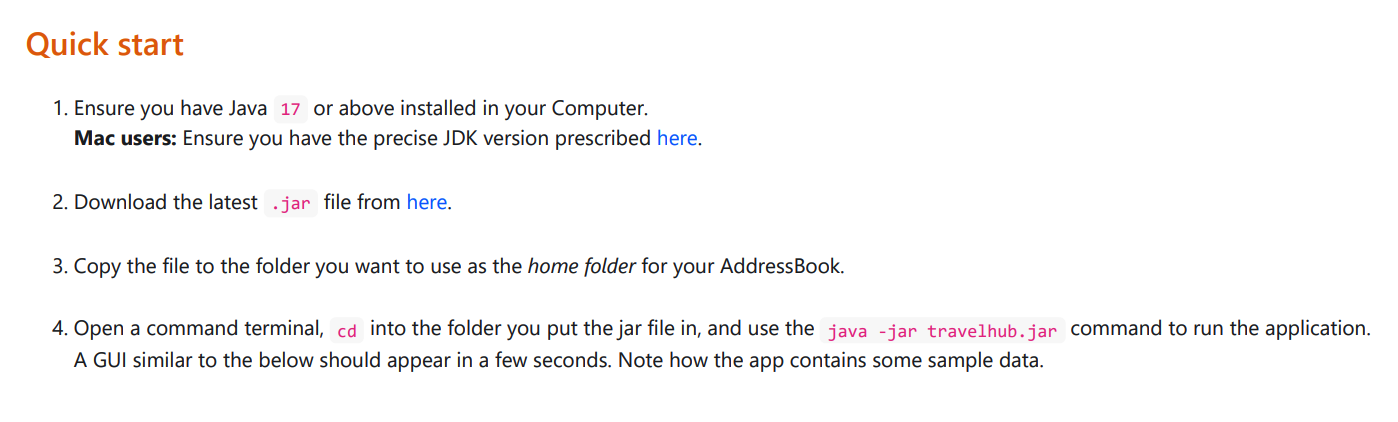 Quick start
1. Ensure you have Java 17 or above installed in your Computer.
Mac users: Ensure you have the precise JDK version prescribed here.
2. Download the latest .jar file from here.
3. Copy the file to the folder you want to use as the home folder for your AddressBook.
4. Open a command terminal, cd into the folder you put the jar file in, and use the java -jar travelhub.jar command to run the application.
A GUI similar to the below should appear in a few seconds. Note how the app contains some sample data.